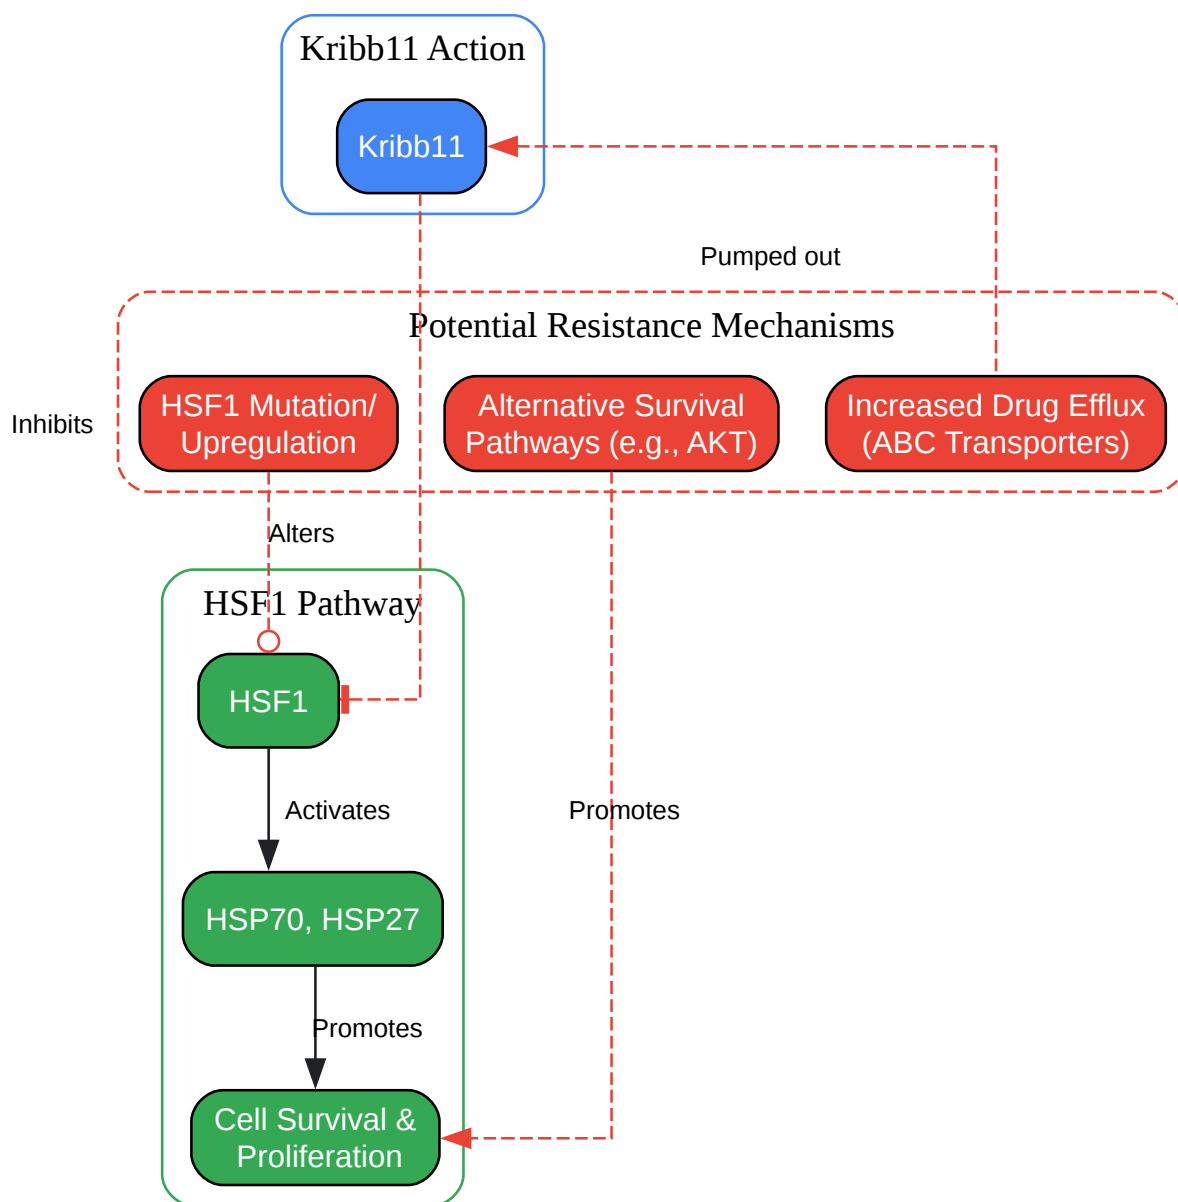 Kribb11 Action
Kribb11
Pumped out
Potential Resistance Mechanisms
HSF1 Mutation/
Upregulation
Alternative Survival
Pathways (e.g., AKT)
Increased Drug Efflux
(ABC Transporters)
Inhibits
Alters
HSF1 Pathway
HSF1
Activates
Promotes
HSP70, HSP27
Promotes
Cell Survival &
Proliferation